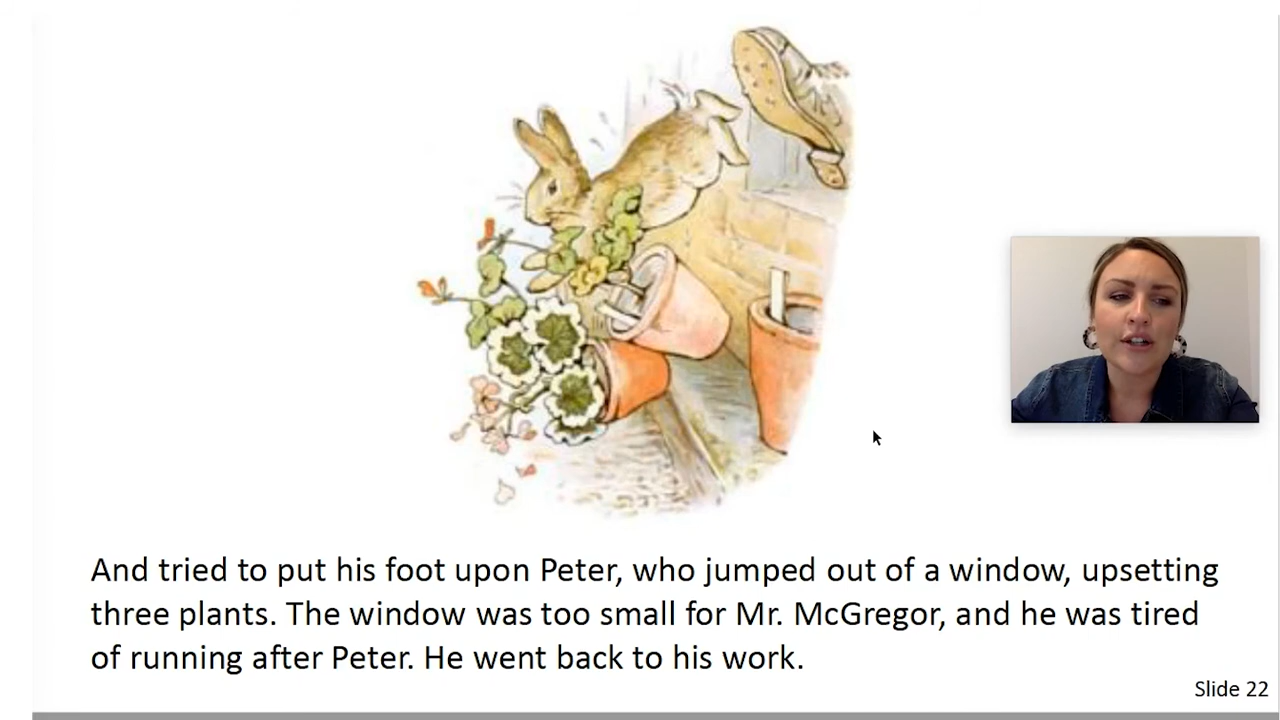 And tried to put his foot upon Peter, who jumped out of a window, upsetting
three plants. The window was too small for Mr. McGregor, and he was tired
of running after Peter. He went back to his work.
Slide 22